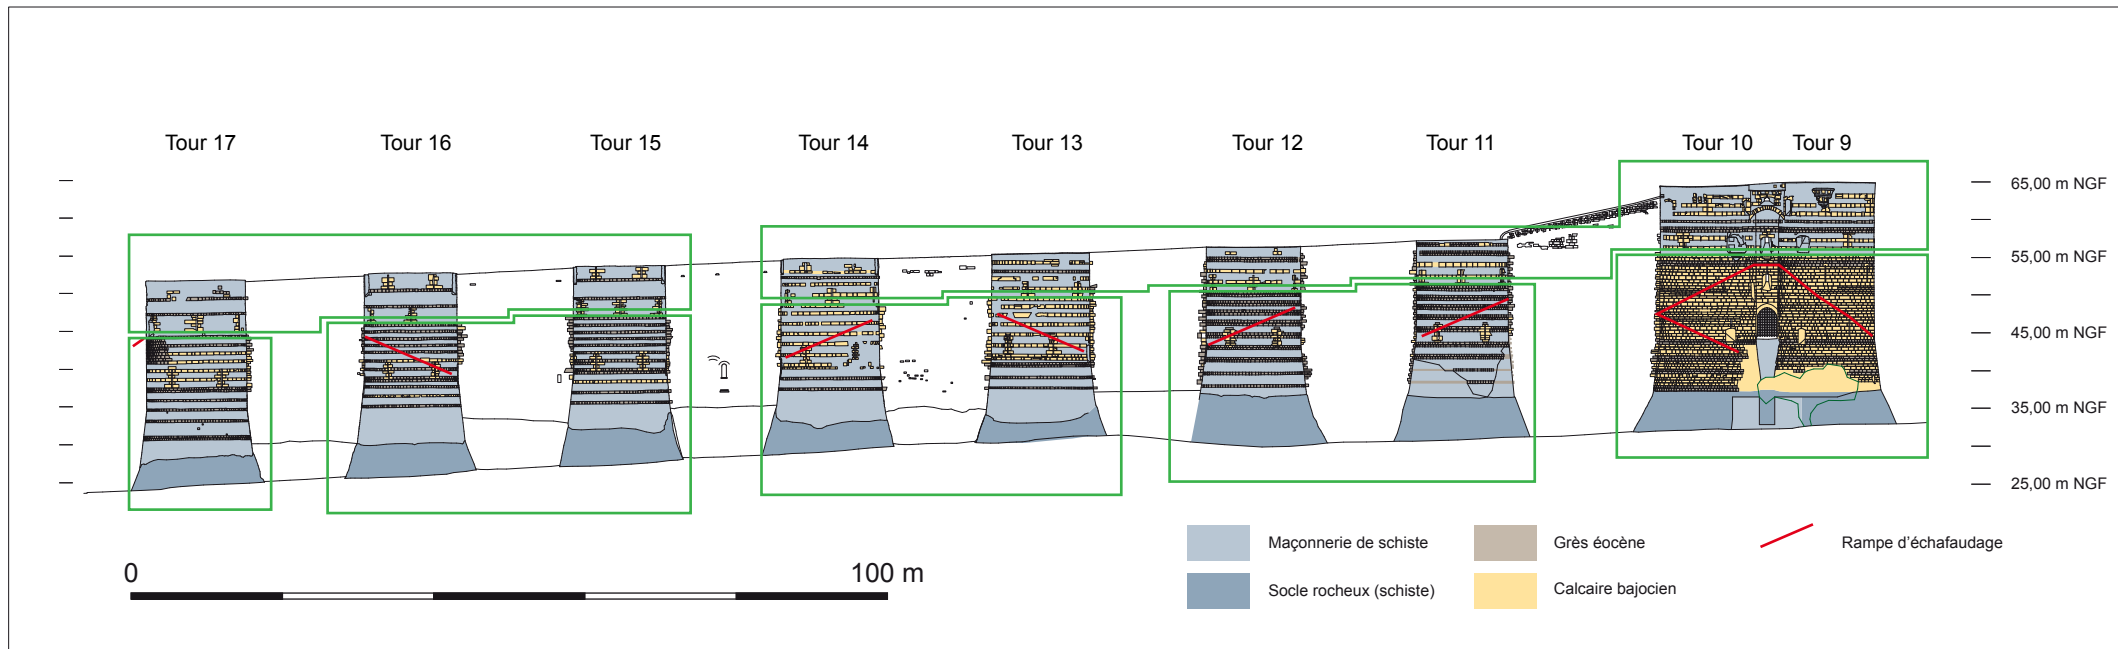 Tour 17
Tour 16
Tour 15
Tour 14
Tour 13
Tour 12
Tour 11
Tour 10
Tour 9
65,00 m NGF
55,00 m NGF
45,00 m NGF
35,00 m NGF
25,00 m NGF
0
100 m
Maçonnerie de schiste
Grès éocène
Rampe d’échafaudage
Socle rocheux (schiste)
Calcaire bajocien